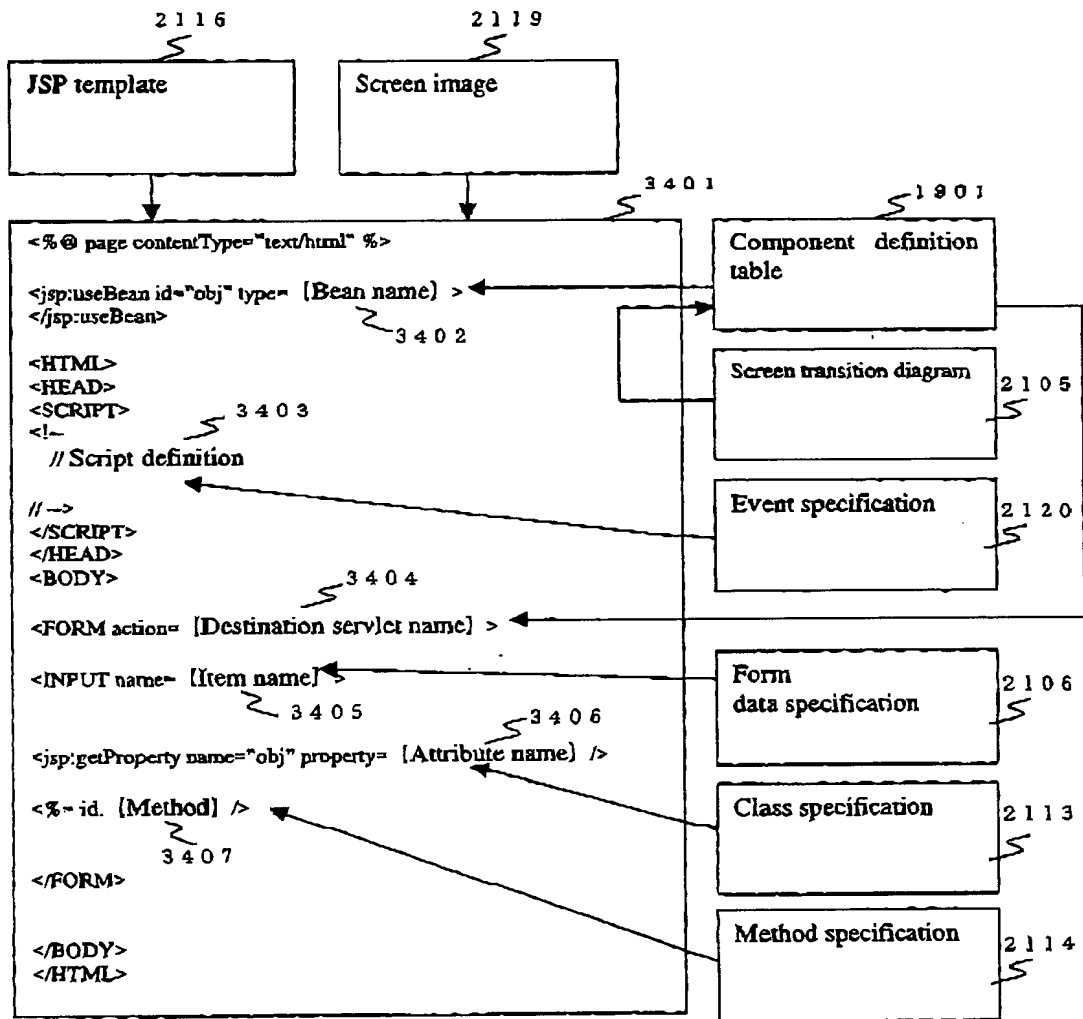 2116
2119
JSP template
Screen image
3401
1901
<%@ page contentType="text/html" %>
<jsp:useBean id="obj" type= [Bean name] >
</jsp:useBean>
3402
Component definition
table
<HTML>
<HEAD>
<SCRIPT>
<!--
3403
// Script definition
Screen transition diagram
2105
// -->
</SCRIPT>
</HEAD>
<BODY>
Event specification
2120
3404
<FORM action= [Destination servlet name] >
<INPUT name= [Item name] >
3405
Form
data specification
2106
3406
<jsp:getProperty name="obj" property= [Attribute name] />
<%= id. [Method] />
3407
Class specification
2113
</FORM>
</BODY>
</HTML>
Method specification
2114